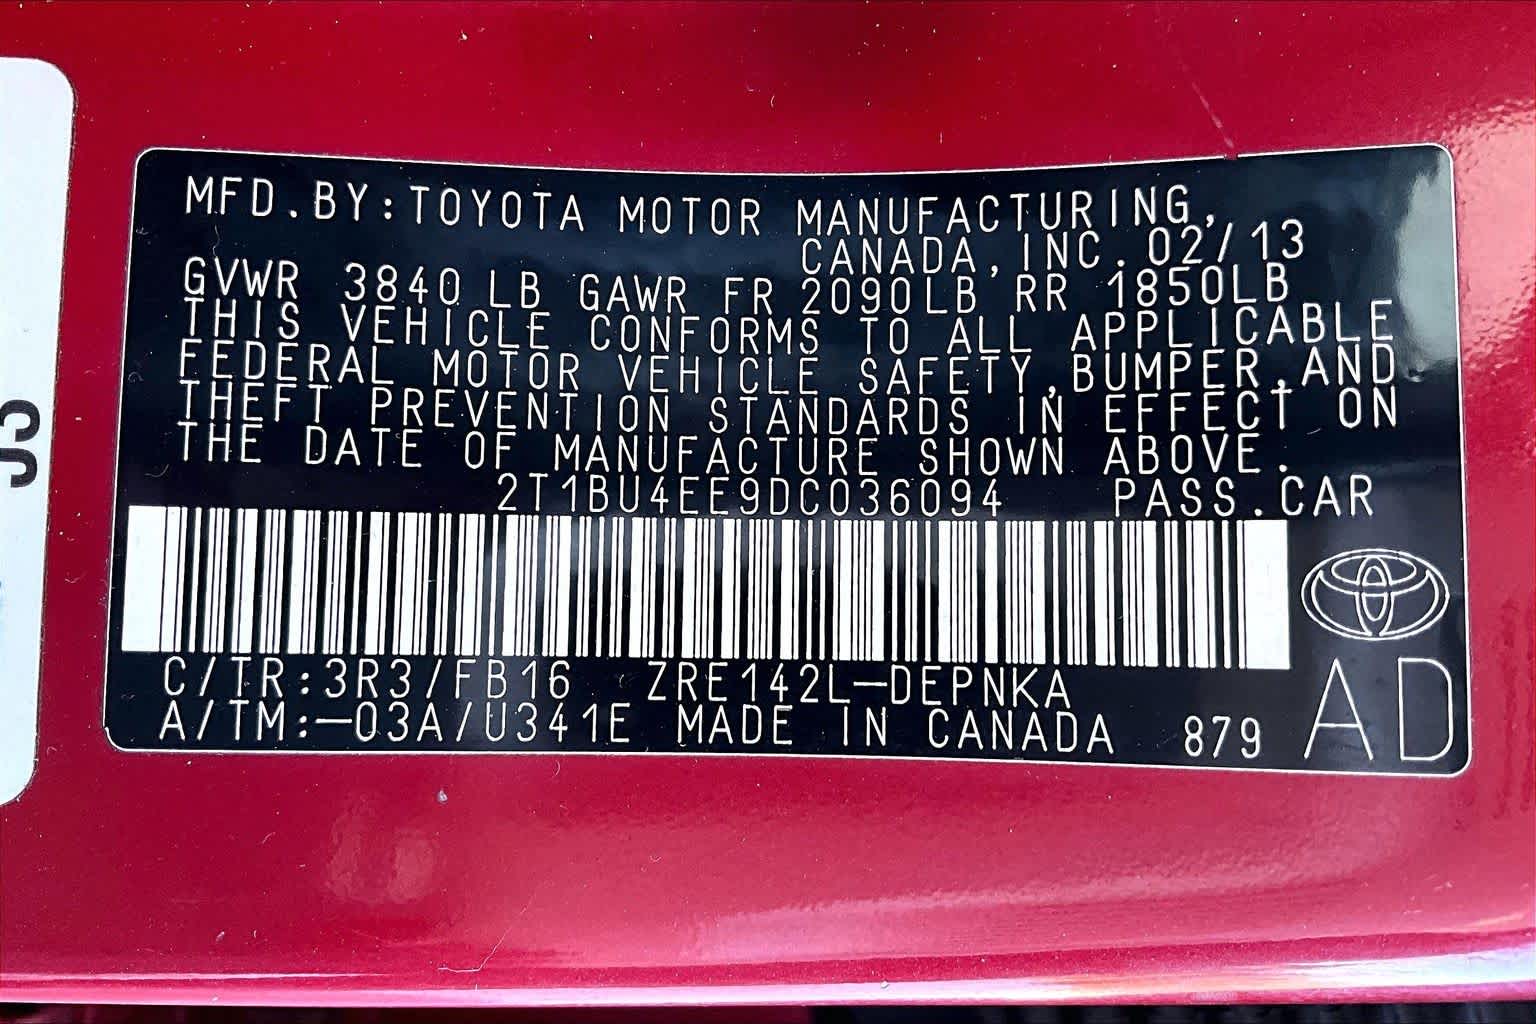 MFD.BY:TOYOTA MOTOR MANUFACTURING,
CANADA,INC.02/13
GVWR 3840 LB GAWR FR 2090LB RR 1850LB
THIS VEHICLE CONFORMS TO ALL APPLICABLE
FEDERAL MOTOR VEHICLE SAFETY,BUMPER,AND
THEFT PREVENTION STANDARDS IN EFFECT ON
THE DATE OF MANUFACTURE SHOWN ABOVE.
2T1BU4EE9DC036094 PASS.CAR
C/TR:3R3/FB16 ZRE142L-DEPNKA
A/TM:-03A/U341E MADE IN CANADA 879
AD